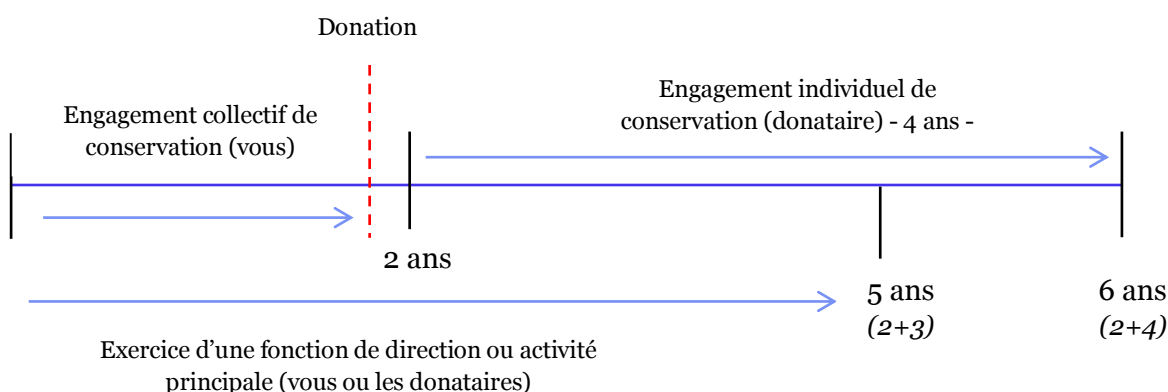 Donation
Engagement collectif de
conservation (vous)
Engagement individuel de
conservation (donataire) - 4 ans -
2 ans
5 ans
(2+3)
6 ans
(2+4)
Exercice d’une fonction de direction ou activité
principale (vous ou les donataires)